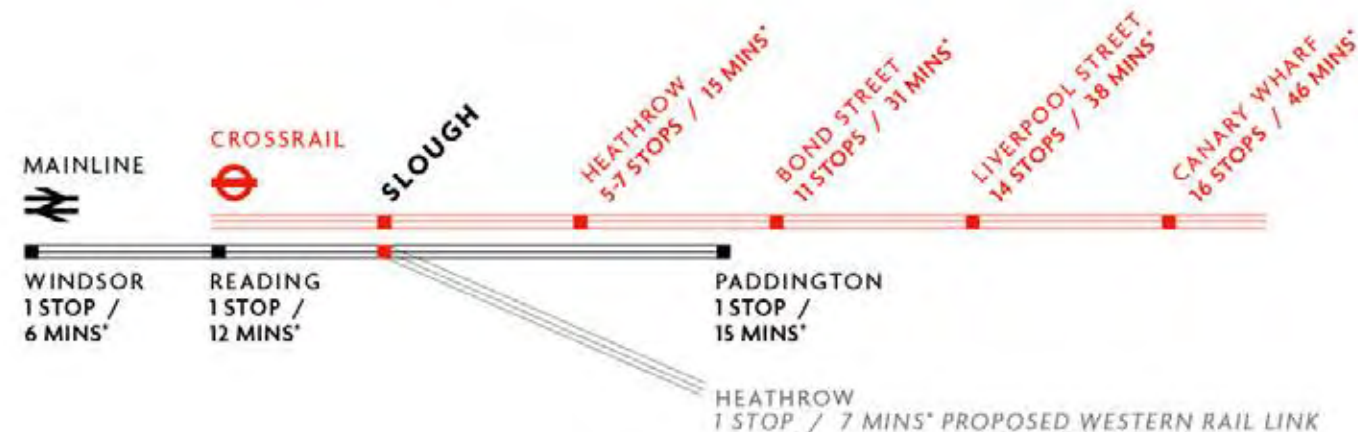 MAINLINE
CROSSRAIL
SLOUGH
HEATHROW
5-7 STOPS / 15 MINS*
BOND STREET
11 STOPS / 31 MINS*
LIVERPOOL STREET
14 STOPS / 38 MINS*
CANARY WHARF
16 STOPS / 46 MINS*
WINDSOR
1 STOP /
6 MINS*
READING
1 STOP /
12 MINS*
PADDINGTON
1 STOP /
15 MINS*
HEATHROW
1 STOP / 7 MINS* PROPOSED WESTERN RAIL LINK